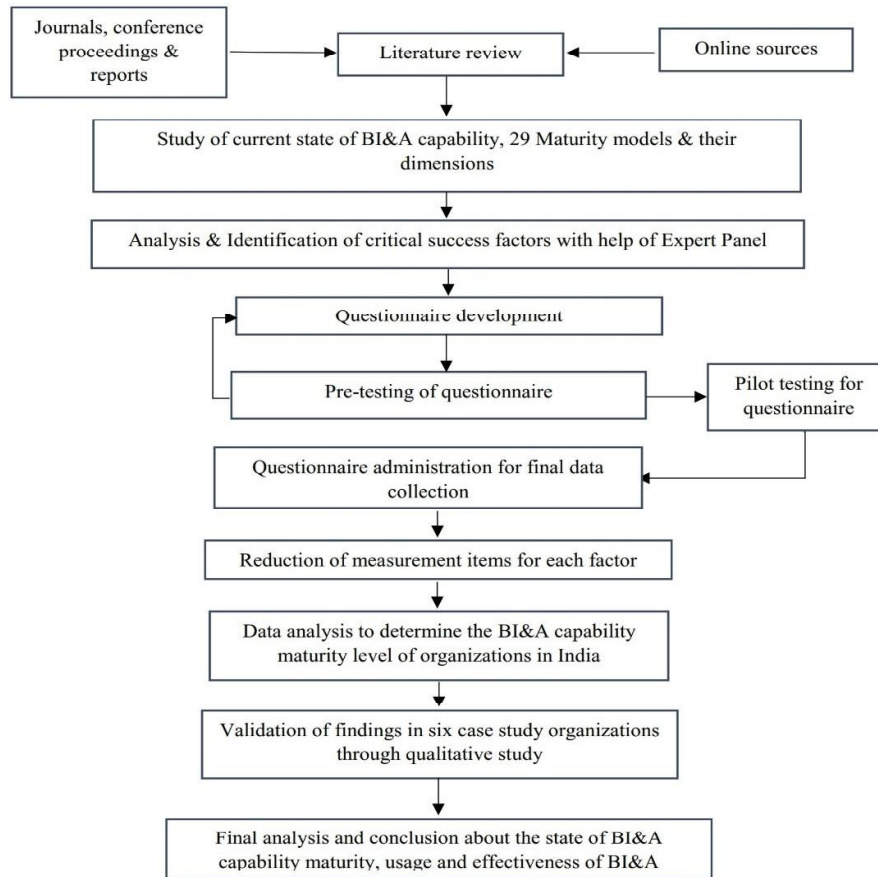 Journals, conference
proceedings &
reports
Literature review
Online sources
Study of current state of BI&A capability, 29 Maturity models & their
dimensions
Analysis & Identification of critical success factors with help of Expert Panel
Questionnaire development
Pre-testing of questionnaire
Pilot testing for
questionnaire
Questionnaire administration for final data
collection
Reduction of measurement items for each factor
Data analysis to determine the BI&A capability
maturity level of organizations in India
Validation of findings in six case study organizations
through qualitative study
Final analysis and conclusion about the state of BI&A
capability maturity, usage and effectiveness of BI&A